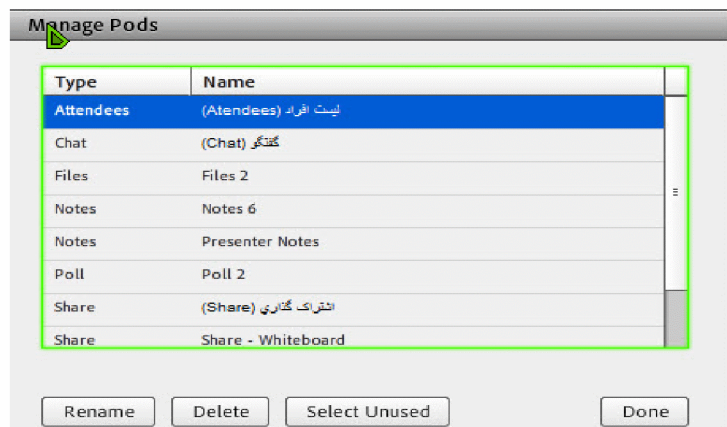 Manage Pods
Type Name
Attendees لیست افراد (Atendees)
Chat گفتگو (Chat)
Files Files 2
Notes Notes 6
Notes Presenter Notes
Poll Poll 2
Share اشتراک گذاري (Share)
Share Share - Whiteboard
Rename Delete Select Unused Done